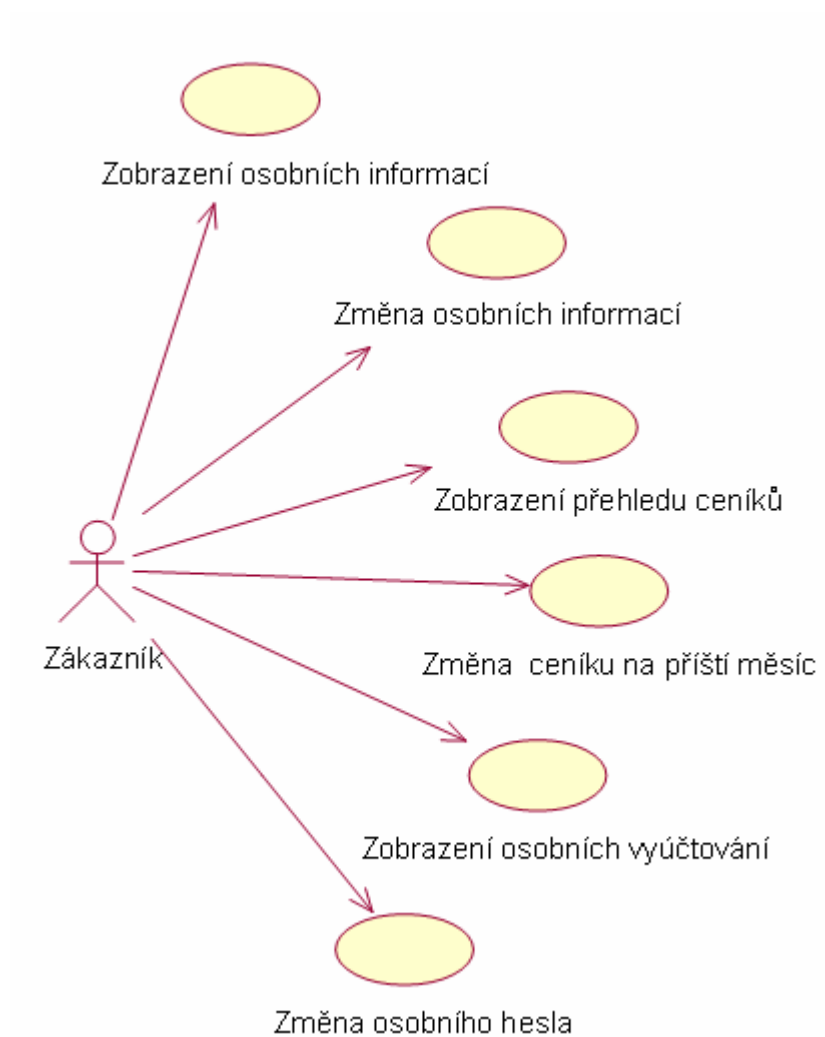 Zobrazení osobních informací
Změna osobních informací
Zobrazení přehledu ceníků
Zákazník
Změna  ceníku na příští měsíc
Zobrazení osobních vyúčtování
Změna osobního hesla